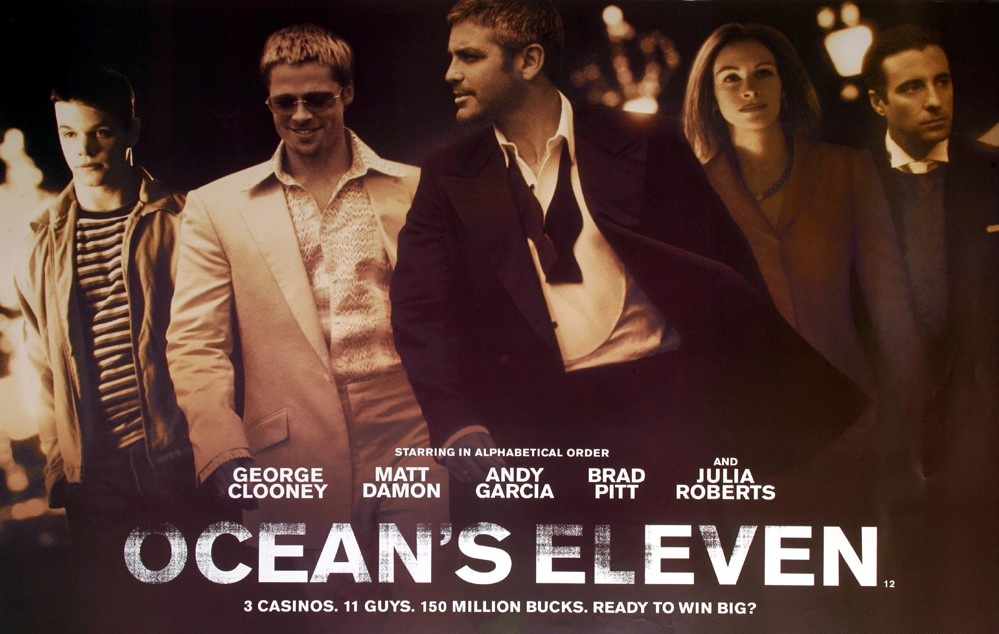 STARRING IN ALPHABETICAL ORDER
GEORGE CLOONEY
MATT DAMON
ANDY GARCIA
BRAD PITT
AND JULIA ROBERTS
OCEAN'S ELEVEN
12
3 CASINOS. 11 GUYS. 150 MILLION BUCKS. READY TO WIN BIG?